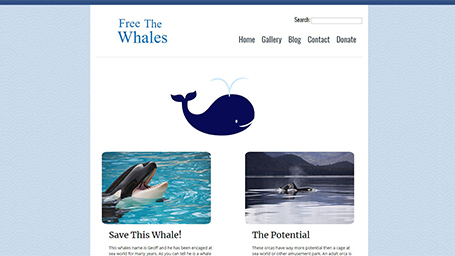 Free The
Whales
Search:
Home Gallery Blog Contact Donate
Save This Whale!
This whales name is Geoff and he has been encaged at
sea world for many years. As you can tell he is a whale
The Potential
These orcas have way more potential then a cage at
sea world or other amusement park. An adult orca is